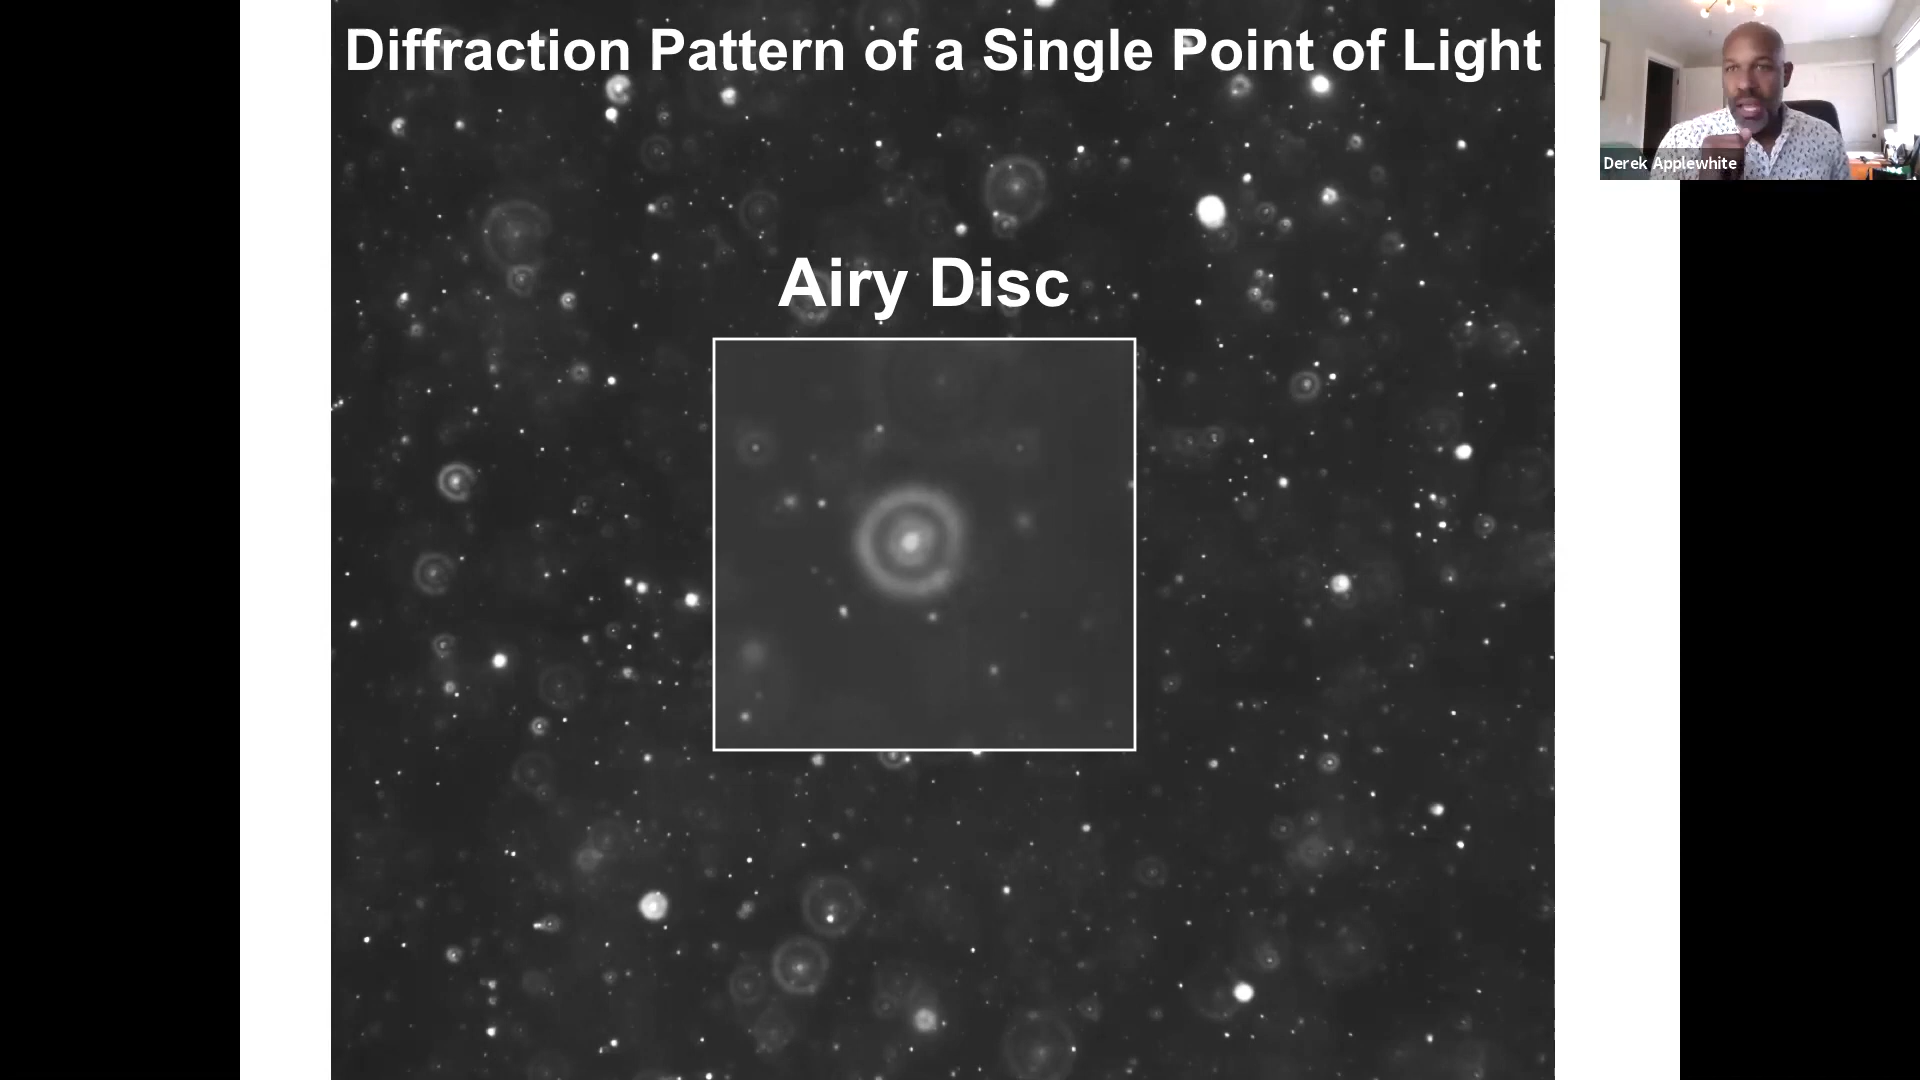 Diffraction Pattern of a Single Point of Light
Airy Disc
Derek Applewhite